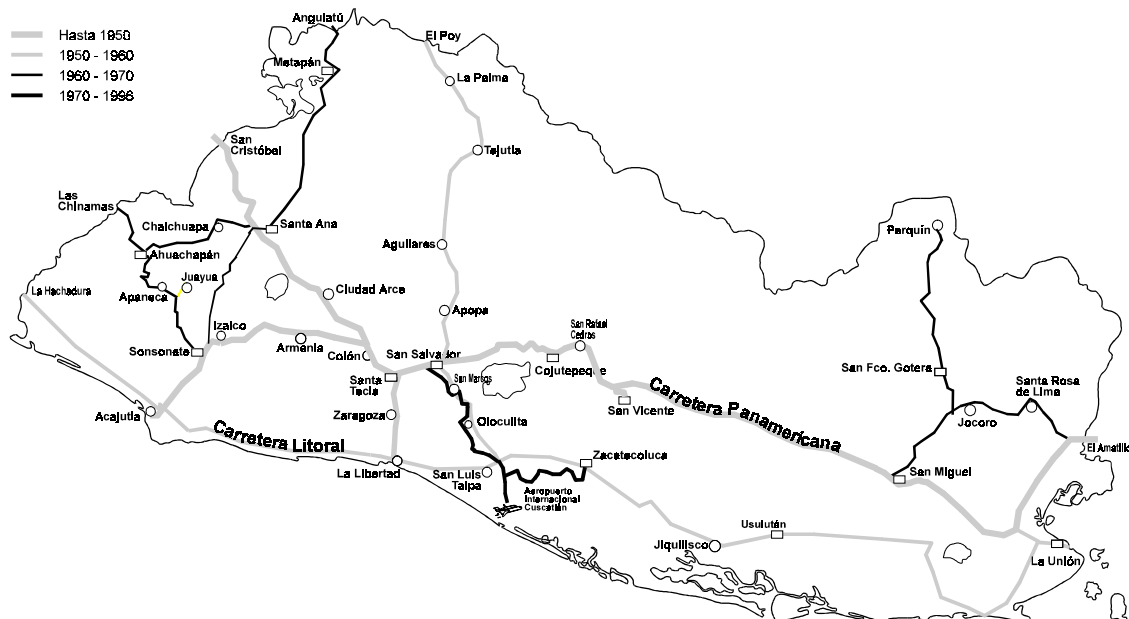 Hasta 1950
1950 - 1960
1960 - 1970
1970 - 1996
Anguiatú
El Poy
Metapán
La Palma
San
Cristóbal
Tejutla
Las
Chinamas
Chalchuapa
Santa Ana
Perquín
Aguilares
Ahuachapán
Juayua
La Hachadura
Apaneca
Ciudad Arce
Izalco
Apopa
San Rafael
Cedros
Sonsonate
Armenia
Colón
San Salvador
Cojutepeque
San Marcos
Santa
Tecla
San Fco. Gotera
Santa Rosa
de Lima
Carretera Panamericana
San Vicente
Acajutla
Zaragoza
Olocuilta
Jocoro
Carretera Litoral
El Amatillo
Zacatecoluca
La Libertad
San Luis
Talpa
San Miguel
Aeropuerto
Internacional
Cuscatlán
Usulután
Jiquilisco
La Unión